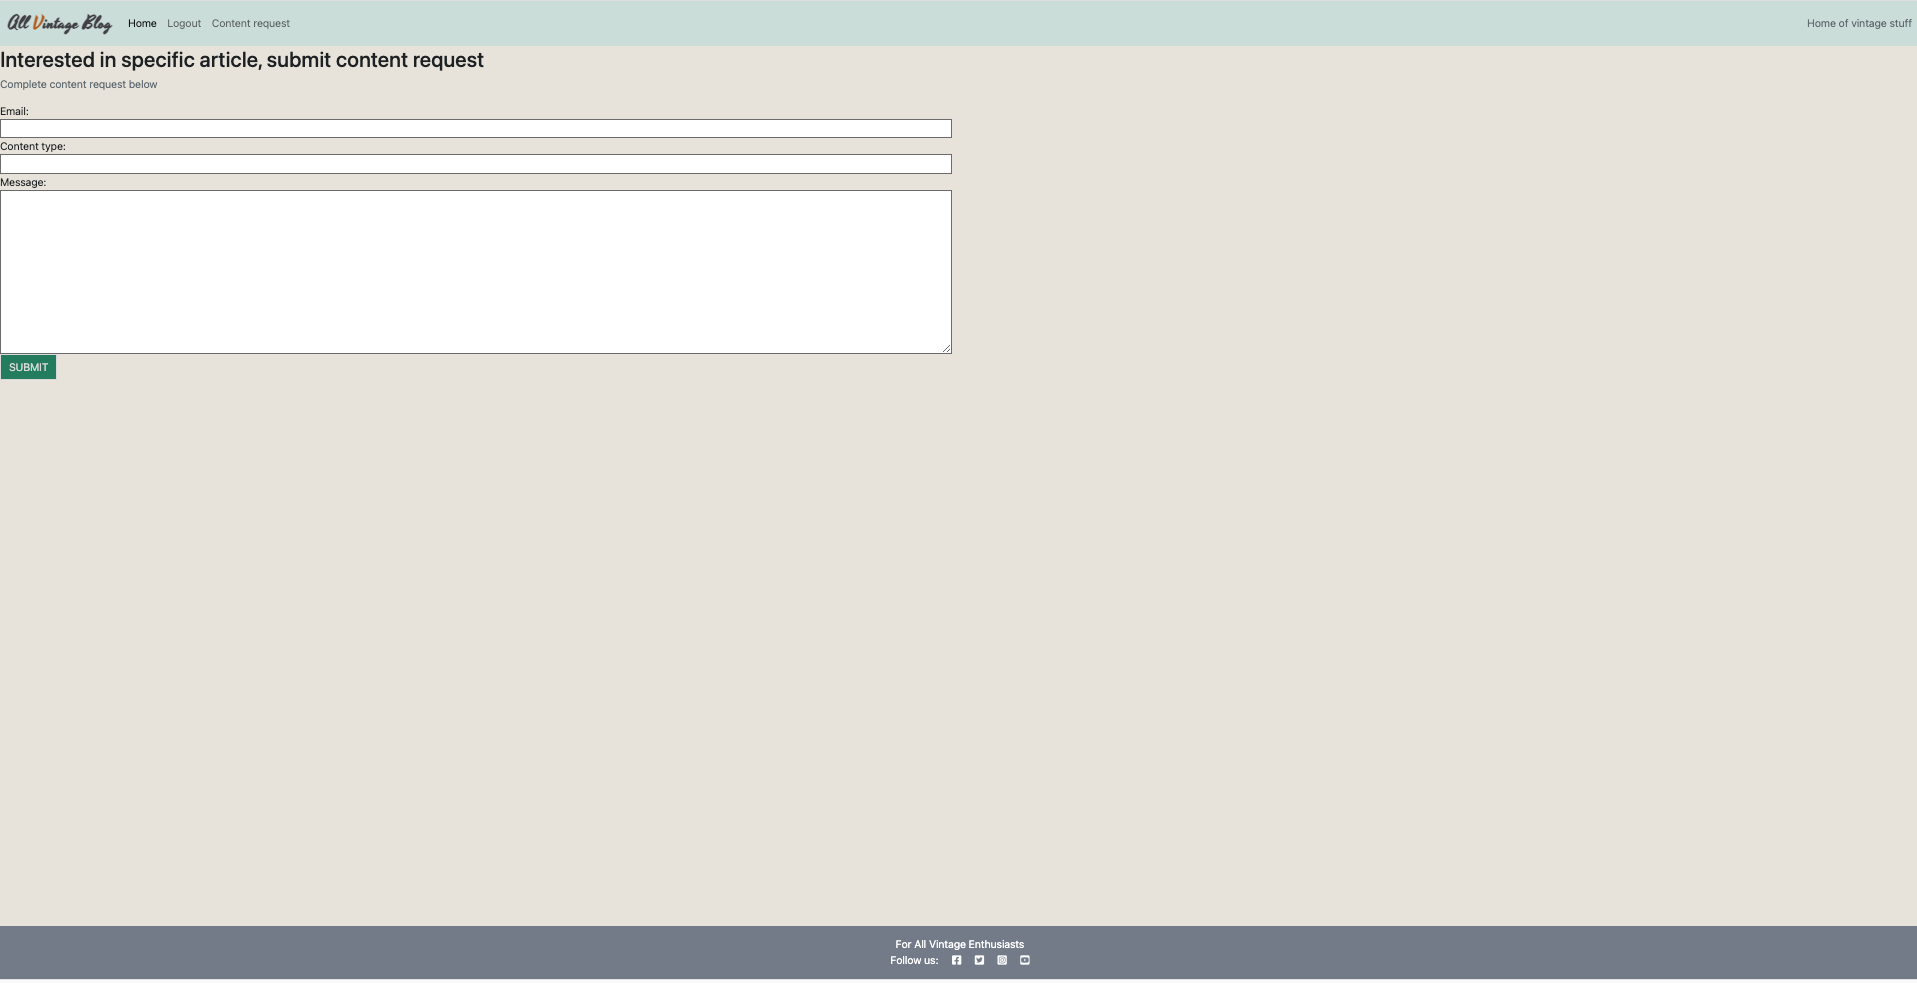 All Vintage Blog Home Logout Content request Home of vintage stuff
Interested in specific article, submit content request
Complete content request below
Email:
Content type:
Message:
SUBMIT
For All Vintage Enthusiasts
Follow us: